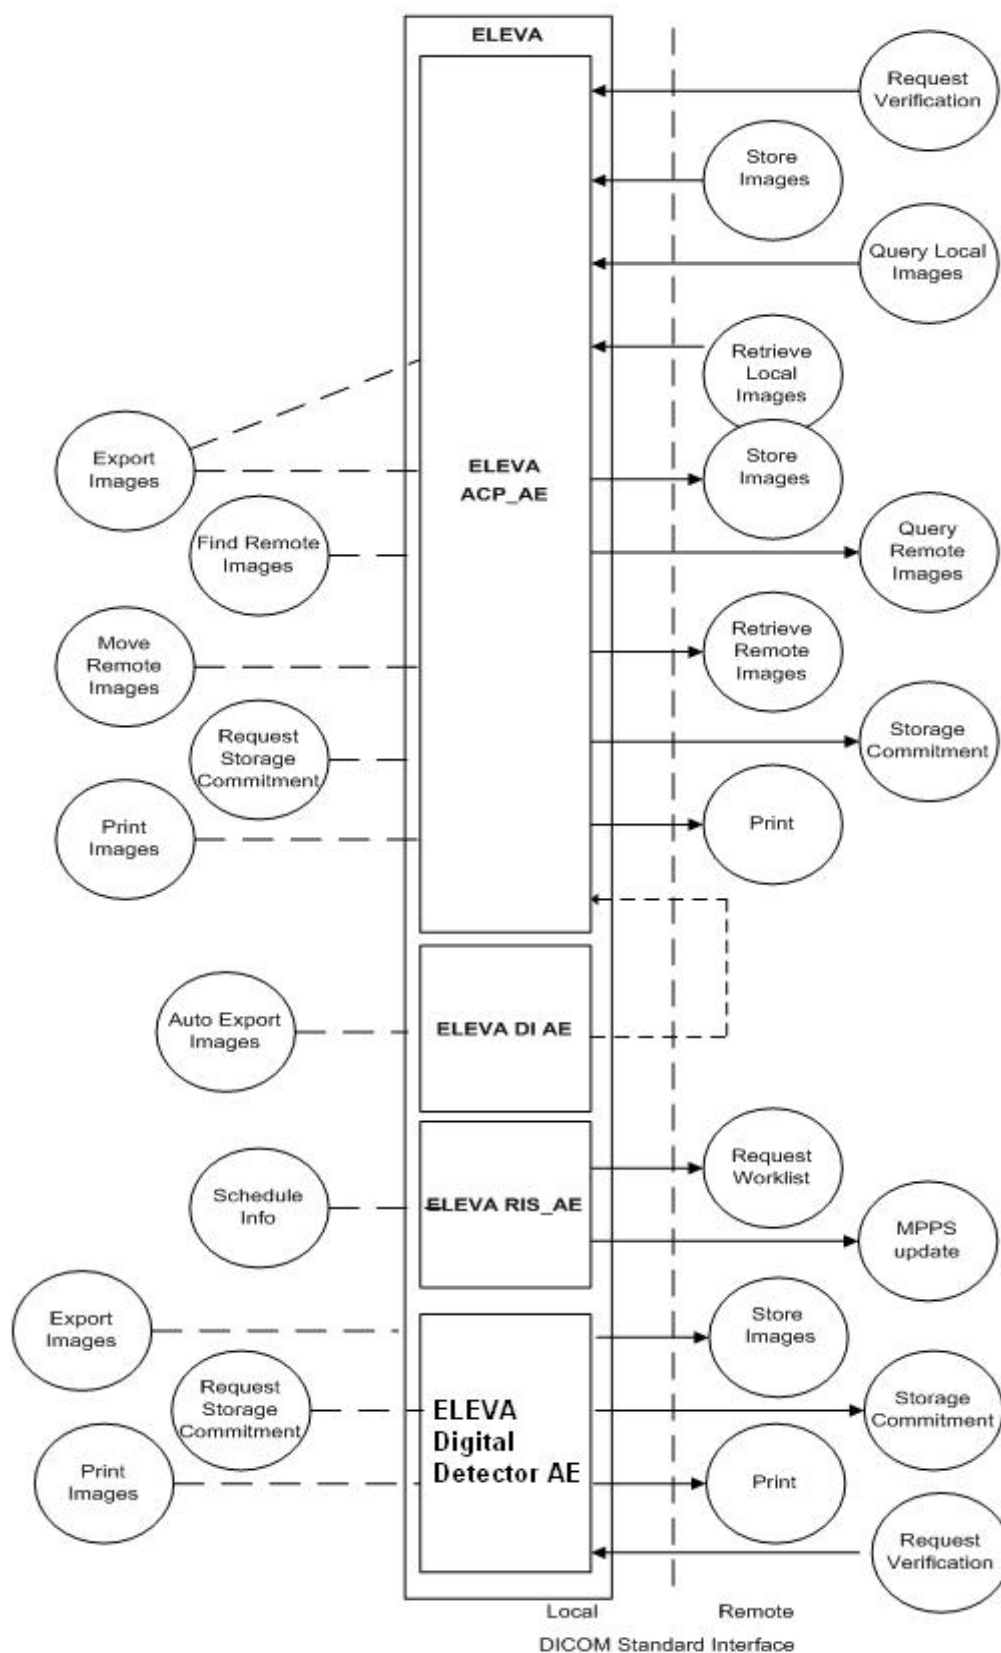 ELEVA
Request
Verification
Store
Images
Query Local
Images
Retrieve
Local
Images
Export
Images
ELEVA
ACP_AE
Store
Images
Find Remote
Images
Query
Remote
Images
Move
Remote
Images
Retrieve
Remote
Images
Request
Storage
Commitment
Storage
Commitment
Print
Images
Print
Auto Export
Images
ELEVA DI AE
Request
Worklist
Schedule
Info
ELEVA RIS_AE
MPPS
update
Export
Images
Store
Images
Request
Storage
Commitment
ELEVA
Digital
Detector AE
Storage
Commitment
Print
Images
Print
Request
Verification
Local
Remote
DICOM Standard Interface